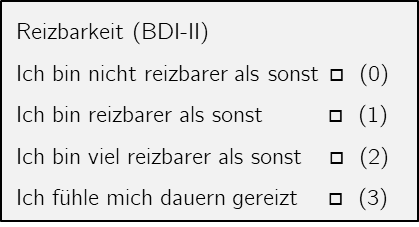 Reizbarkeit (BDI-II)
Ich bin nicht reizbarer als sonst □ (0)
Ich bin reizbarer als sonst □ (1)
Ich bin viel reizbarer als sonst □ (2)
Ich fühle mich dauern gereizt □ (3)